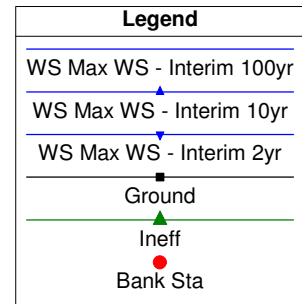 Legend
WS Max WS - Interim 100yr
WS Max WS - Interim 10yr
WS Max WS - Interim 2yr
Ground
Ineff
Bank Sta